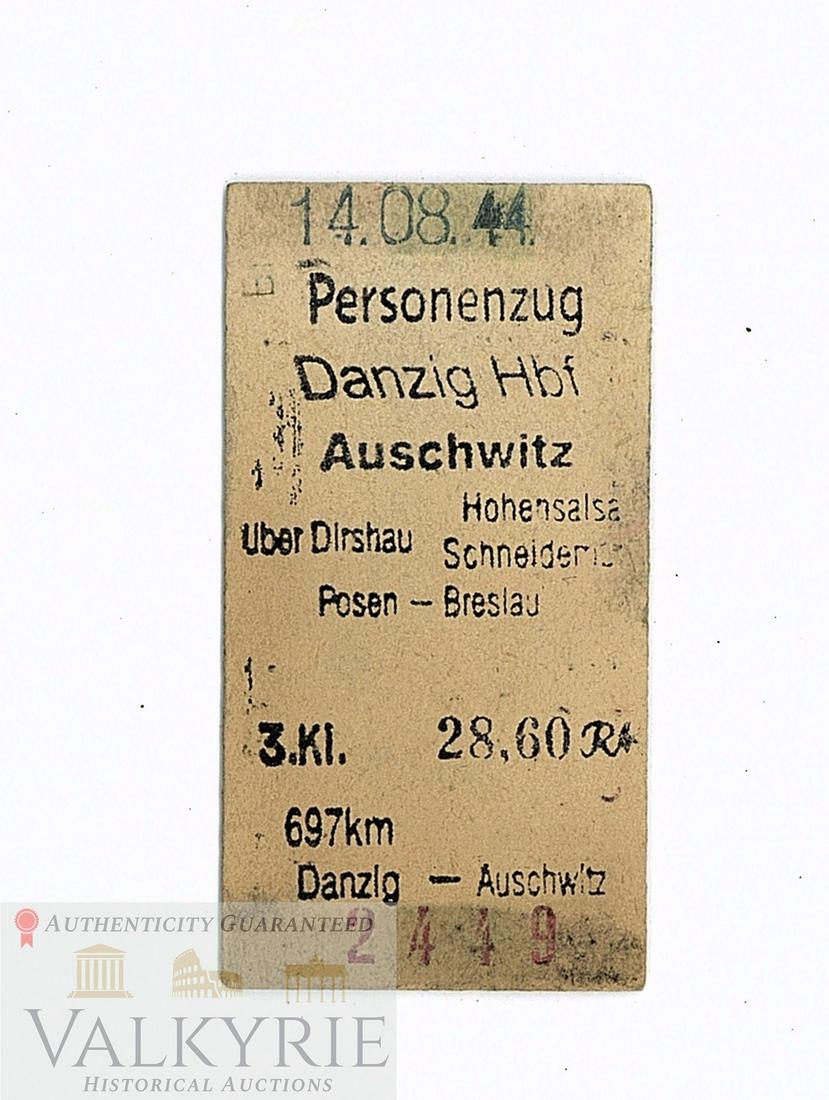 14.08.44.
Personenzug
Danzig Hbf
Auschwitz
Uber Dirshau Hohensalsa
Posen – Breslau
3.Kl. 28,60
697km
Danzig – Auschwitz
2449
AUTHENTICITY GUARANTEED
VALKYRIE
HISTORICAL AUCTIONS